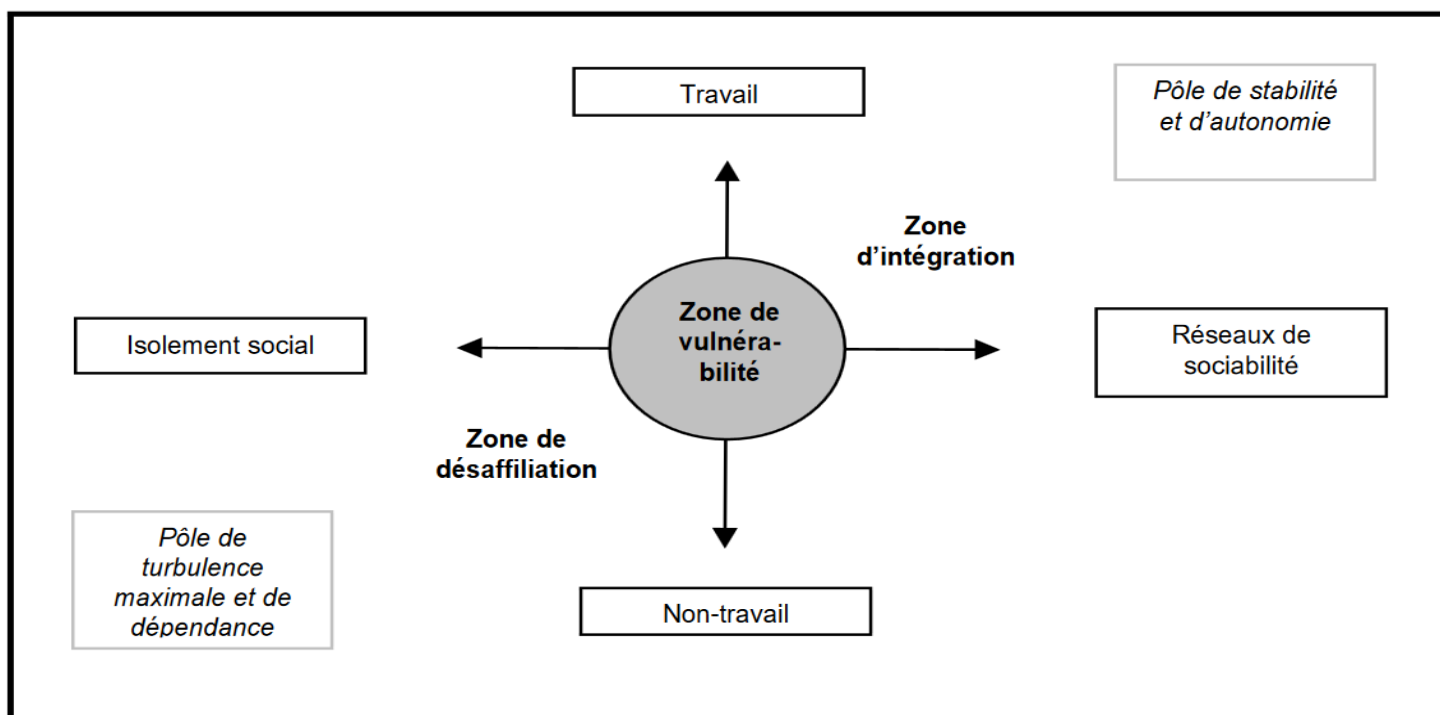 Travail
Pôle de stabilité
et d’autonomie
Zone
d’intégration
Isolement social
Zone de
vulnéra-
bilité
Réseaux de
sociabilité
Zone de
désaffiliation
Pôle de
turbulence
maximale et de
dépendance
Non-travail